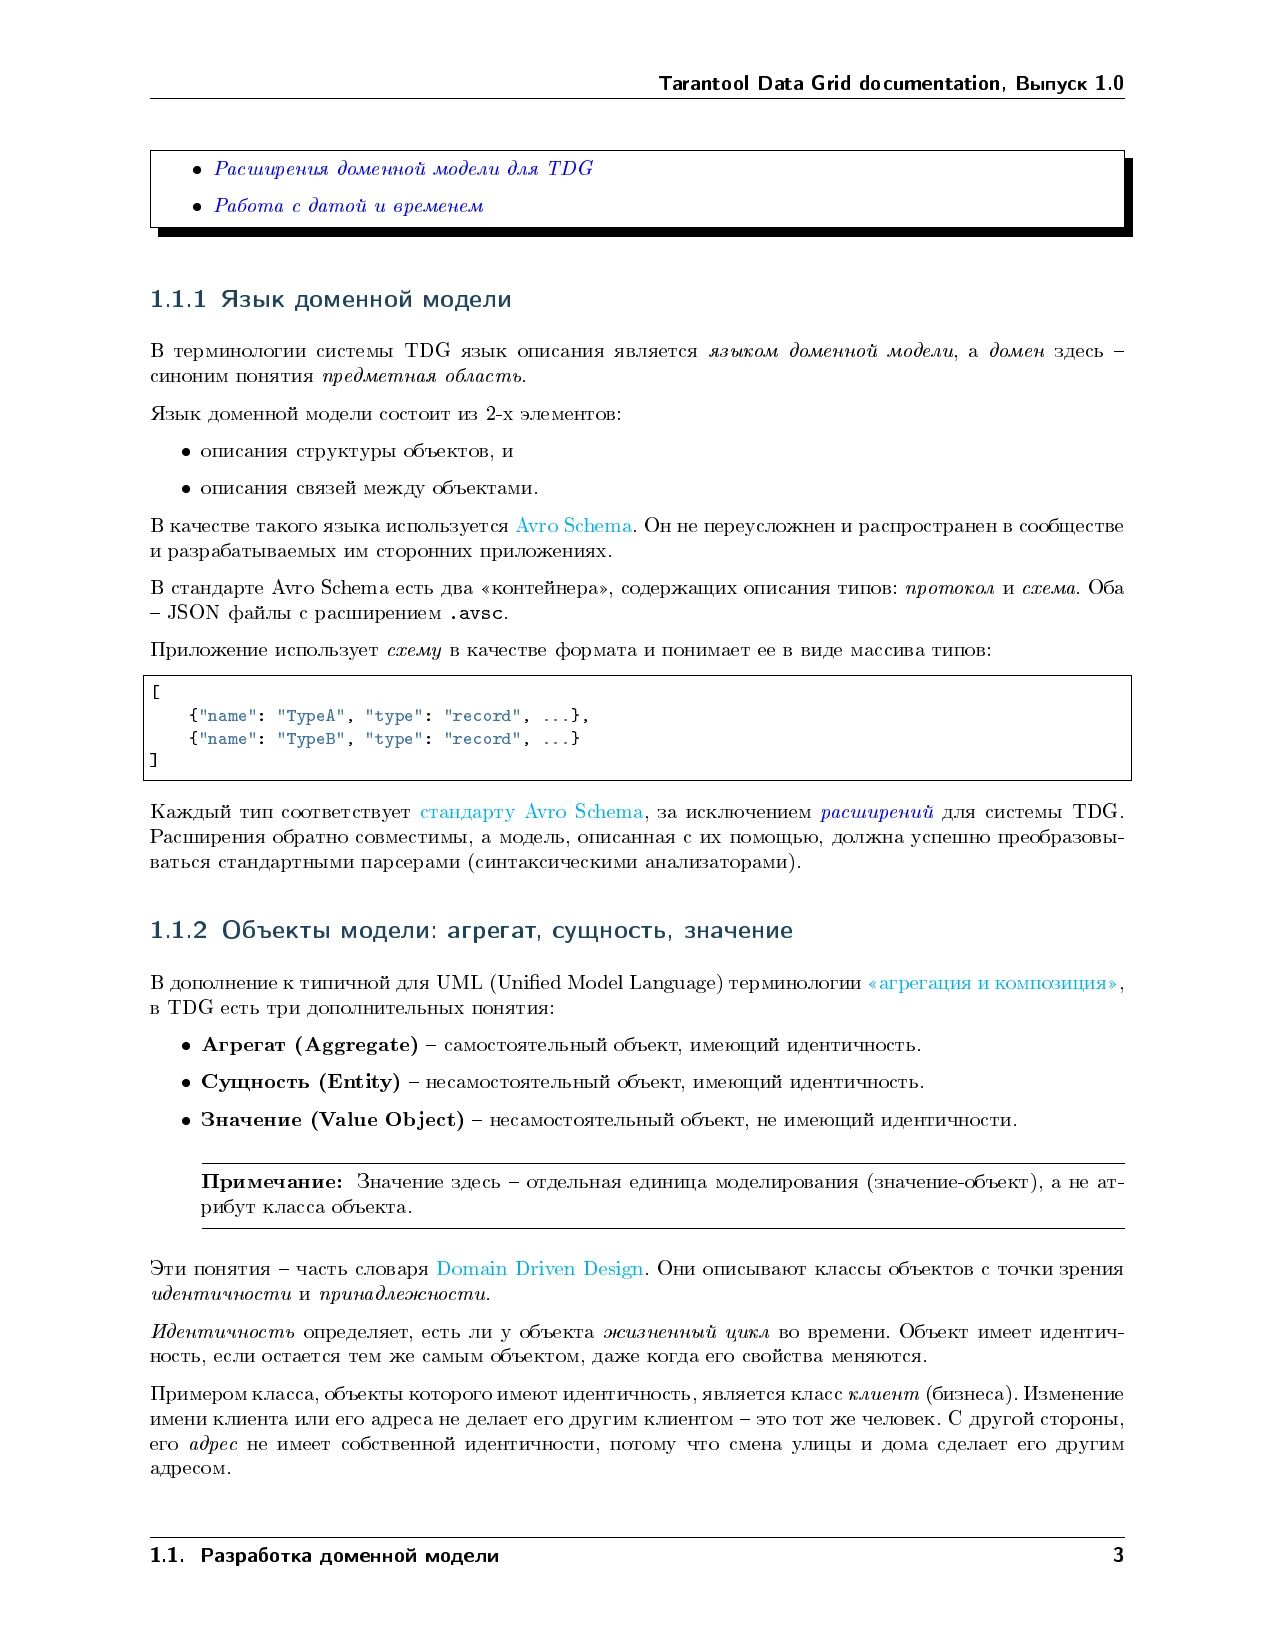 Tarantool Data Grid documentation, Выпуск 1.0
• Расширения доменной модели для TDG
• Работа с датой и временем
1.1.1 Язык доменной модели
В терминологии системы TDG язык описания является языком доменной модели, а домен здесь –
синоним понятия предметная область.
Язык доменной модели состоит из 2-х элементов:
• описания структуры объектов, и
• описания связей между объектами.
В качестве такого языка используется Avro Schema. Он не переусложнен и распространен в сообществе
и разрабатываемых им сторонних приложениях.
В стандарте Avro Schema есть два «контейнера», содержащих описания типов: протокол и схема. Оба
– JSON файлы с расширением .avsc.
Приложение использует схему в качестве формата и понимает ее в виде массива типов:
[
    {"name": "TypeA", "type": "record", ...},
    {"name": "TypeB", "type": "record", ...}
]
Каждый тип соответствует стандарту Avro Schema, за исключением расширений для системы TDG.
Расширения обратно совместимы, а модель, описанная с их помощью, должна успешно преобразовы-
ваться стандартными парсерами (синтаксическими анализаторами).
1.1.2 Объекты модели: агрегат, сущность, значение
В дополнение к типичной для UML (Unified Model Language) терминологии «агрегация и композиция»,
в TDG есть три дополнительных понятия:
• Агрегат (Aggregate) – самостоятельный объект, имеющий идентичность.
• Сущность (Entity) – несамостоятельный объект, имеющий идентичность.
• Значение (Value Object) – несамостоятельный объект, не имеющий идентичности.
Примечание: Значение здесь – отдельная единица моделирования (значение-объект), а не ат-
рибут класса объекта.
Эти понятия – часть словаря Domain Driven Design. Они описывают классы объектов с точки зрения
идентичности и принадлежности.
Идентичность определяет, есть ли у объекта жизненный цикл во времени. Объект имеет идентич-
ность, если остается тем же самым объектом, даже когда его свойства меняются.
Примером класса, объекты которого имеют идентичность, является класс клиент (бизнеса). Изменение
имени клиента или его адреса не делает его другим клиентом – это тот же человек. С другой стороны,
его адрес не имеет собственной идентичности, потому что смена улицы и дома сделает его другим
адресом.
1.1. Разработка доменной модели 3